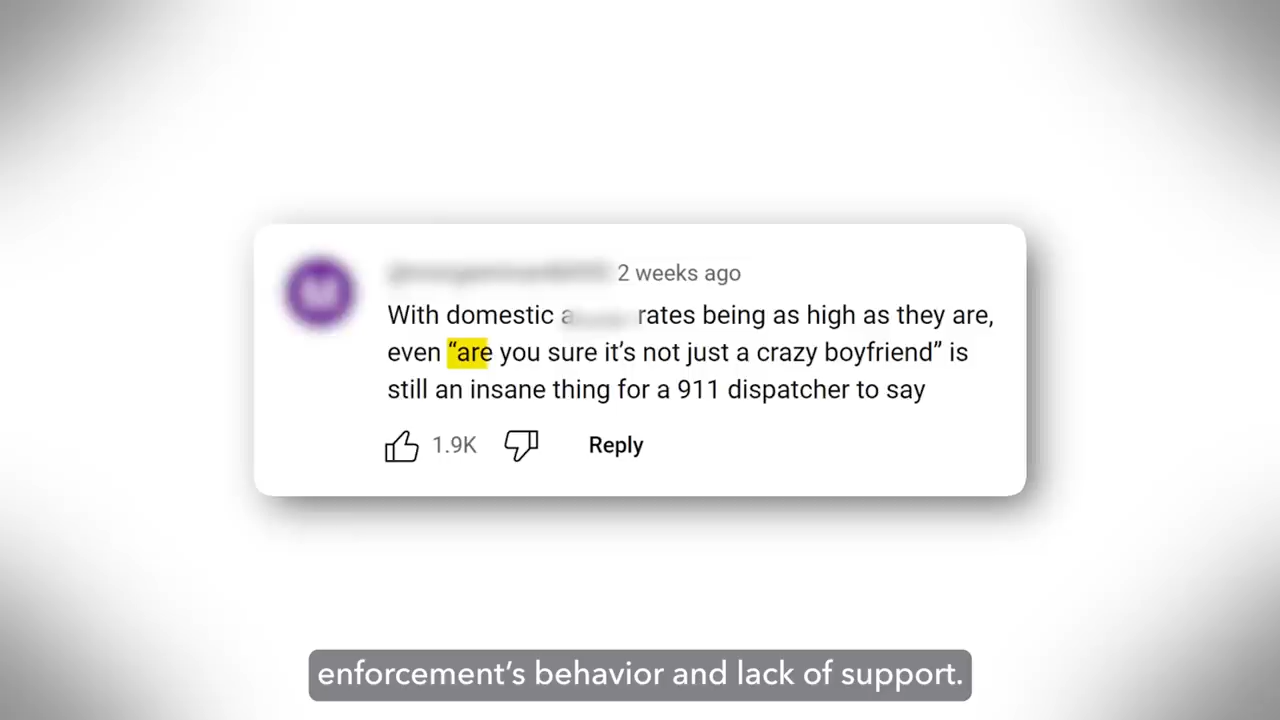 2 weeks ago
With domestic rates being as high as they are,
even “are you sure it’s not just a crazy boyfriend” is
still an insane thing for a 911 dispatcher to say
1.9K Reply
enforcement’s behavior and lack of support.